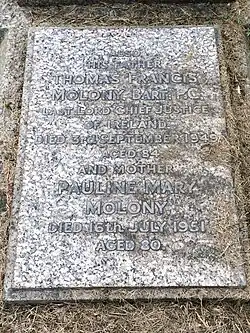 HIS FATHER
THOMAS FRANCIS
MOLONY BART P.C.
LAST LORD CHIEF JUSTICE
OF IRELAND
DIED 3RD SEPTEMBER 1949
AGED 84
AND MOTHER
PAULINE MARY
MOLONY
DIED 16TH JULY 1951
AGED 80